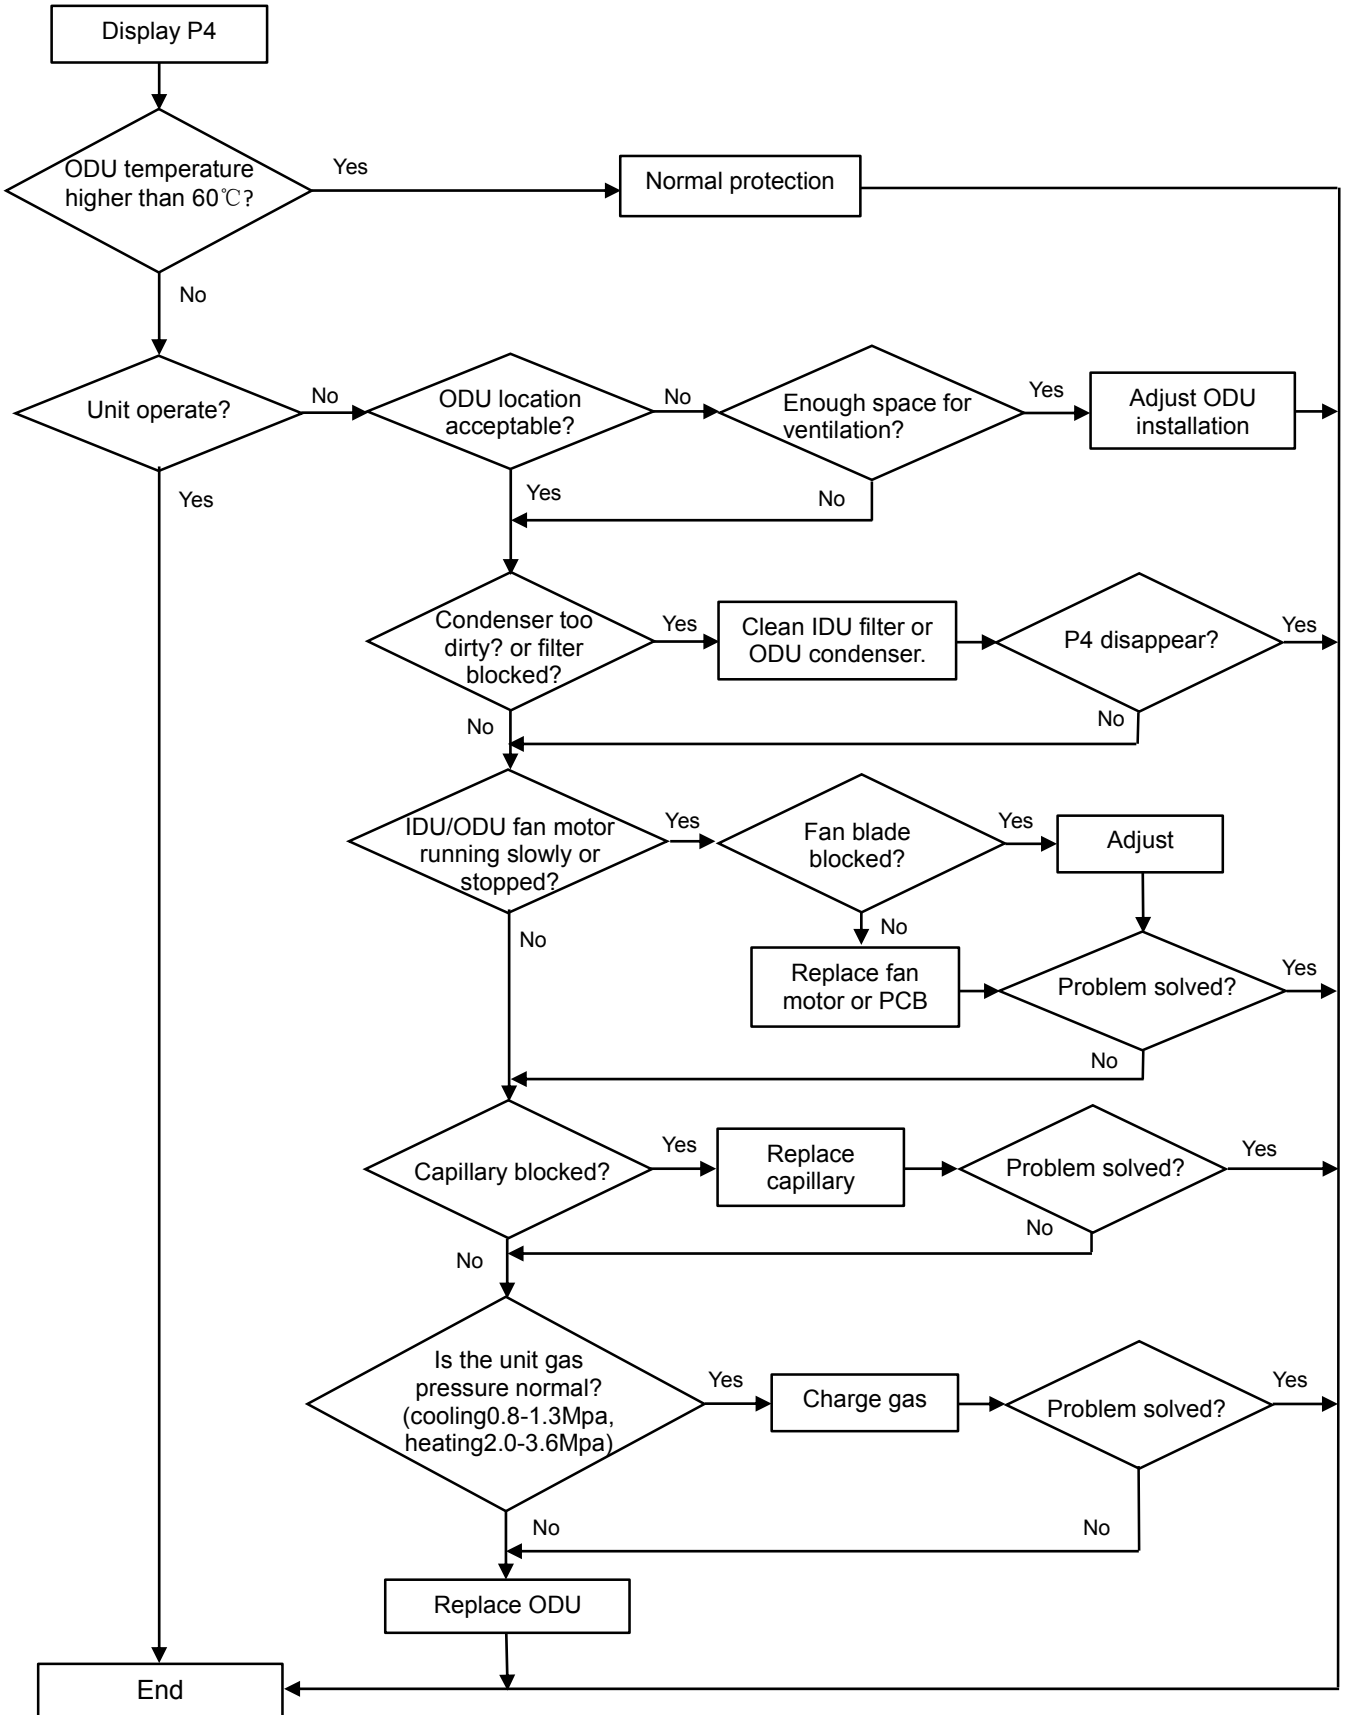 Display P4
ODU temperature
higher than 60℃?
Yes
Normal protection
No
Unit operate?
No
ODU location
acceptable?
No
Enough space for
ventilation?
Yes
Adjust ODU
installation
Yes
Yes
No
Condenser too
dirty? or filter
blocked?
Yes
Clean IDU filter or
ODU condenser.
P4 disappear?
Yes
No
No
IDU/ODU fan motor
running slowly or
stopped?
Yes
Fan blade
blocked?
Yes
Adjust
No
No
Replace fan
motor or PCB
Problem solved?
Yes
No
Capillary blocked?
Yes
Replace
capillary
Problem solved?
Yes
No
No
Is the unit gas
pressure normal?
(cooling0.8-1.3Mpa,
heating2.0-3.6Mpa)
Yes
Charge gas
Problem solved?
Yes
No
No
Replace ODU
End